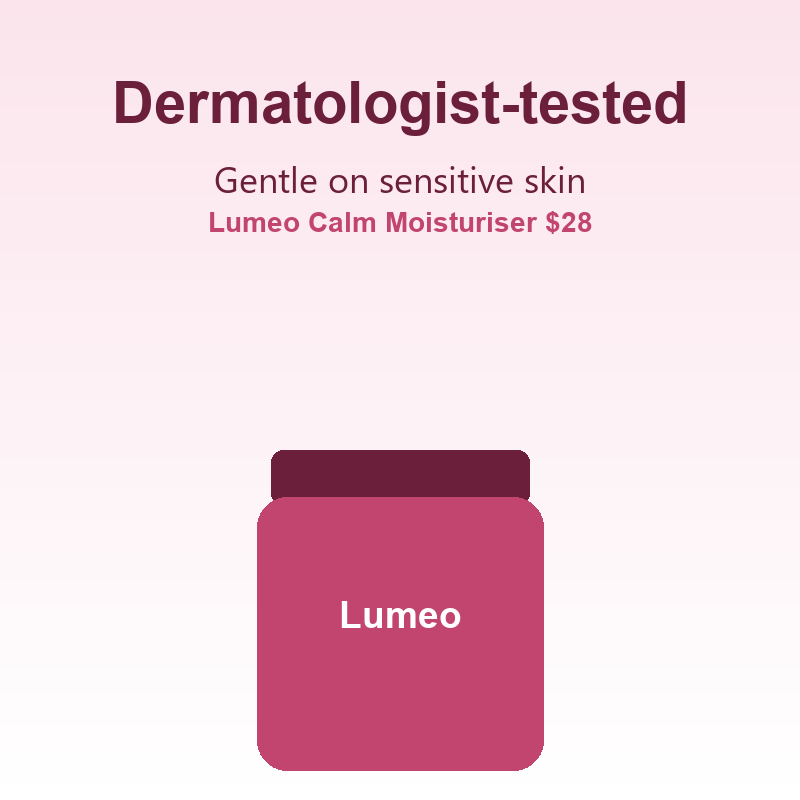 Dermatologist-tested
Gentle on sensitive skin
Lumeo Calm Moisturiser $28
Lumeo